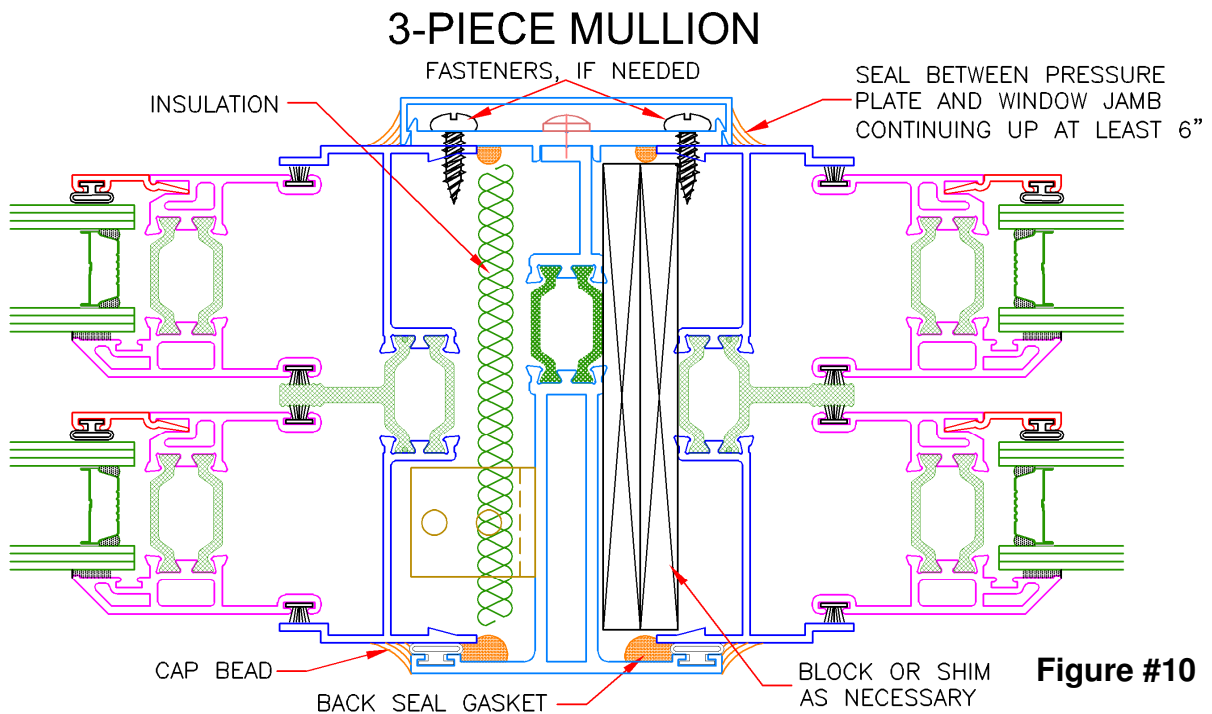 3-PIECE MULLION
FASTENERS, IF NEEDED
INSULATION
SEAL BETWEEN PRESSURE
PLATE AND WINDOW JAMB
CONTINUING UP AT LEAST 6”
CAP BEAD
BACK SEAL GASKET
BLOCK OR SHIM
AS NECESSARY
Figure #10